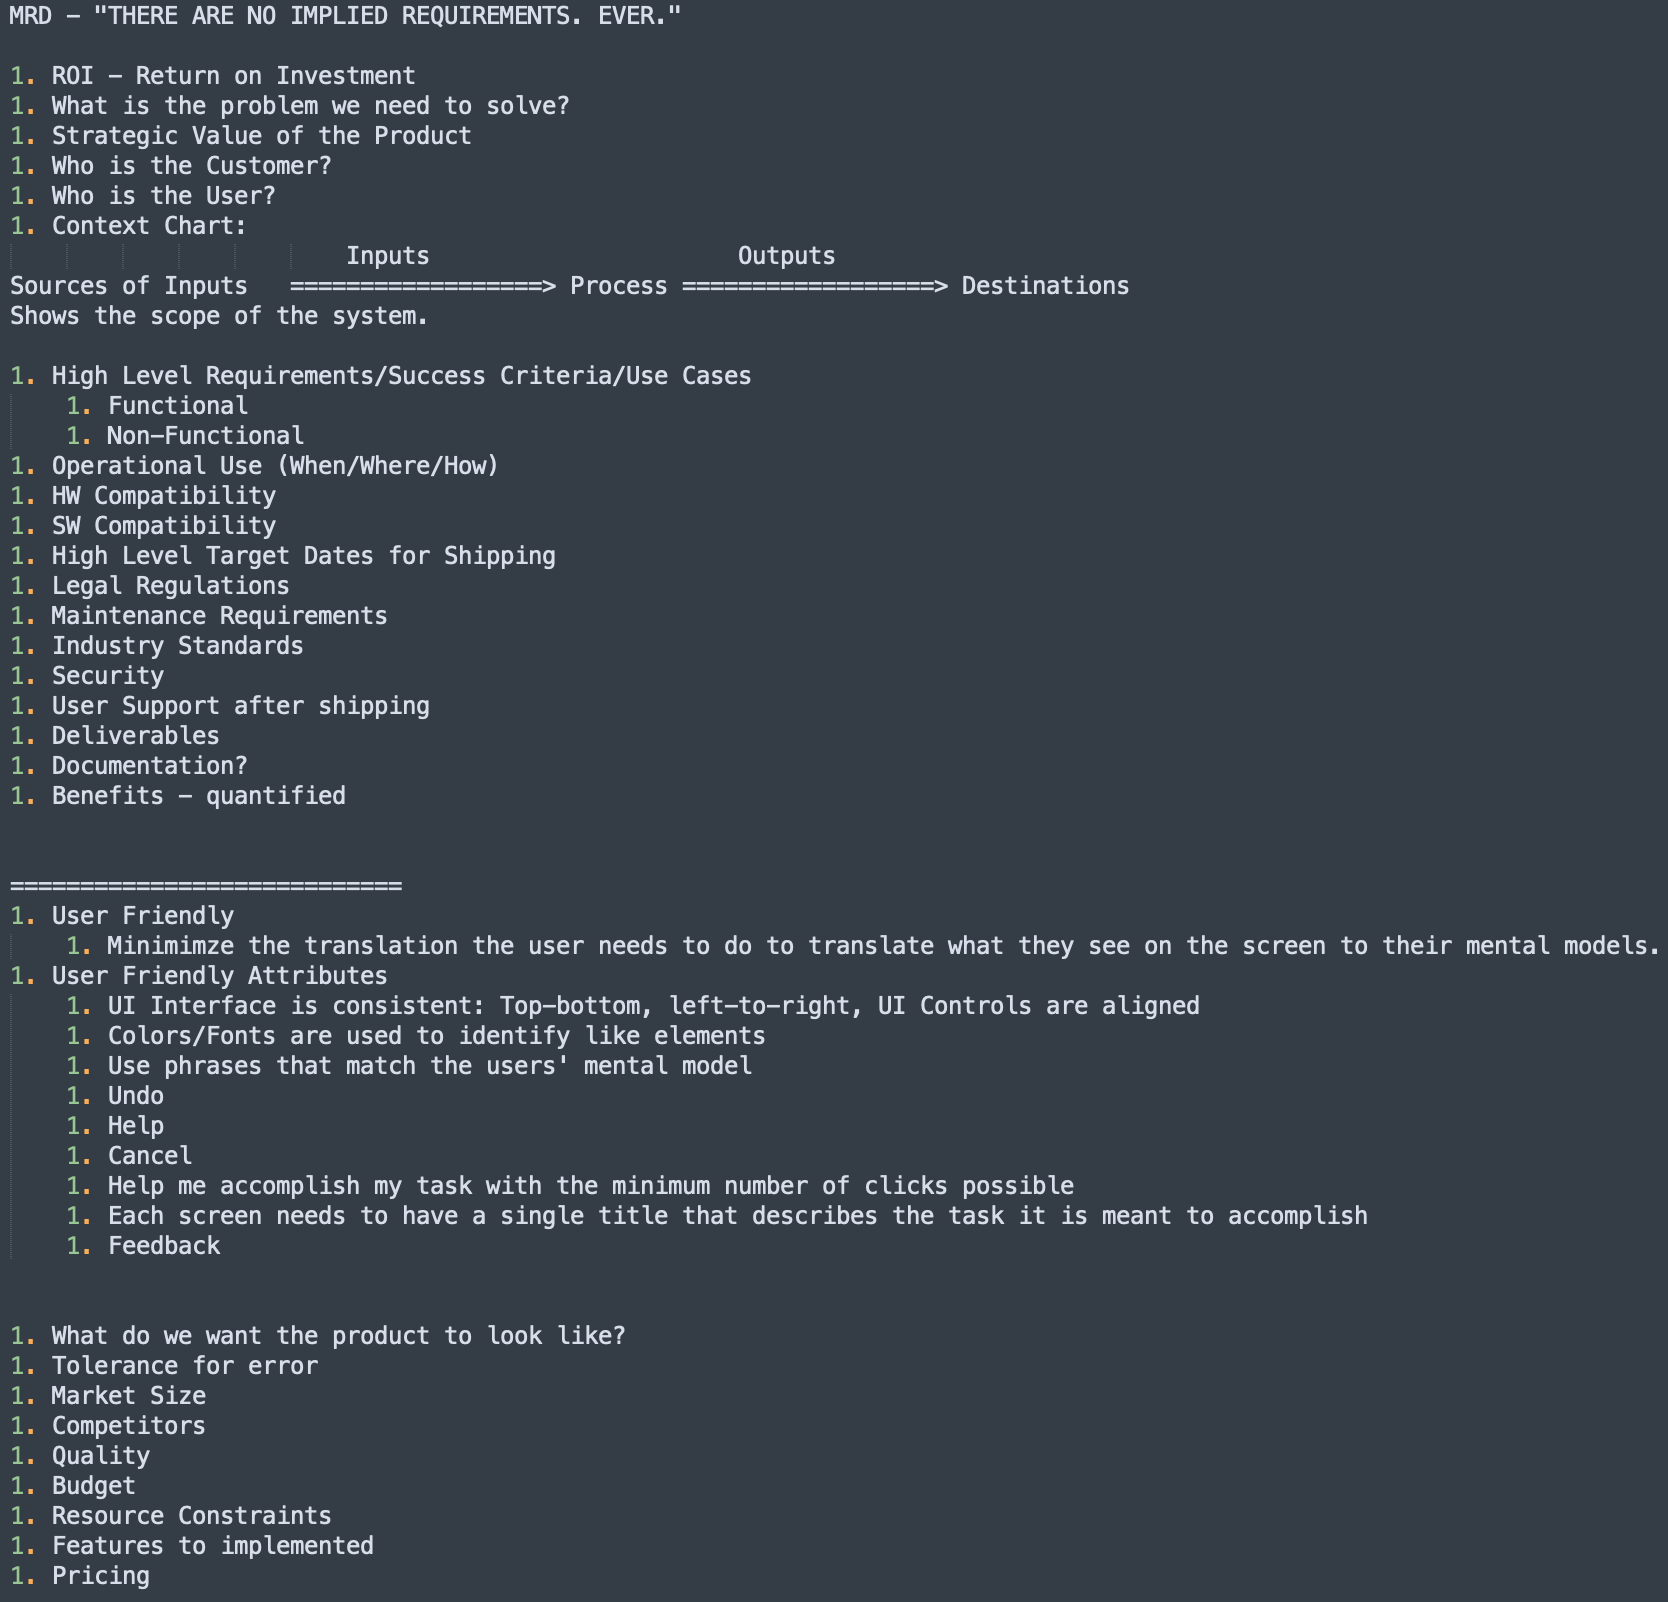 MRD - "THERE ARE NO IMPLIED REQUIREMENTS. EVER."
1. ROI - Return on Investment
1. What is the problem we need to solve?
1. Strategic Value of the Product
1. Who is the Customer?
1. Who is the User?
1. Context Chart:
Inputs Outputs
Sources of Inputs ==================> Process ==================> Destinations
Shows the scope of the system.
1. High Level Requirements/Success Criteria/Use Cases
1. Functional
1. Non-Functional
1. Operational Use (When/Where/How)
1. HW Compatibility
1. SW Compatibility
1. High Level Target Dates for Shipping
1. Legal Regulations
1. Maintenance Requirements
1. Industry Standards
1. Security
1. User Support after shipping
1. Deliverables
1. Documentation?
1. Benefits - quantified
============================
1. User Friendly
1. Minimimze the translation the user needs to do to translate what they see on the screen to their mental models.
1. User Friendly Attributes
1. UI Interface is consistent: Top-bottom, left-to-right, UI Controls are aligned
1. Colors/Fonts are used to identify like elements
1. Use phrases that match the users' mental model
1. Undo
1. Help
1. Cancel
1. Help me accomplish my task with the minimum number of clicks possible
1. Each screen needs to have a single title that describes the task it is meant to accomplish
1. Feedback
1. What do we want the product to look like?
1. Tolerance for error
1. Market Size
1. Competitors
1. Quality
1. Budget
1. Resource Constraints
1. Features to implemented
1. Pricing